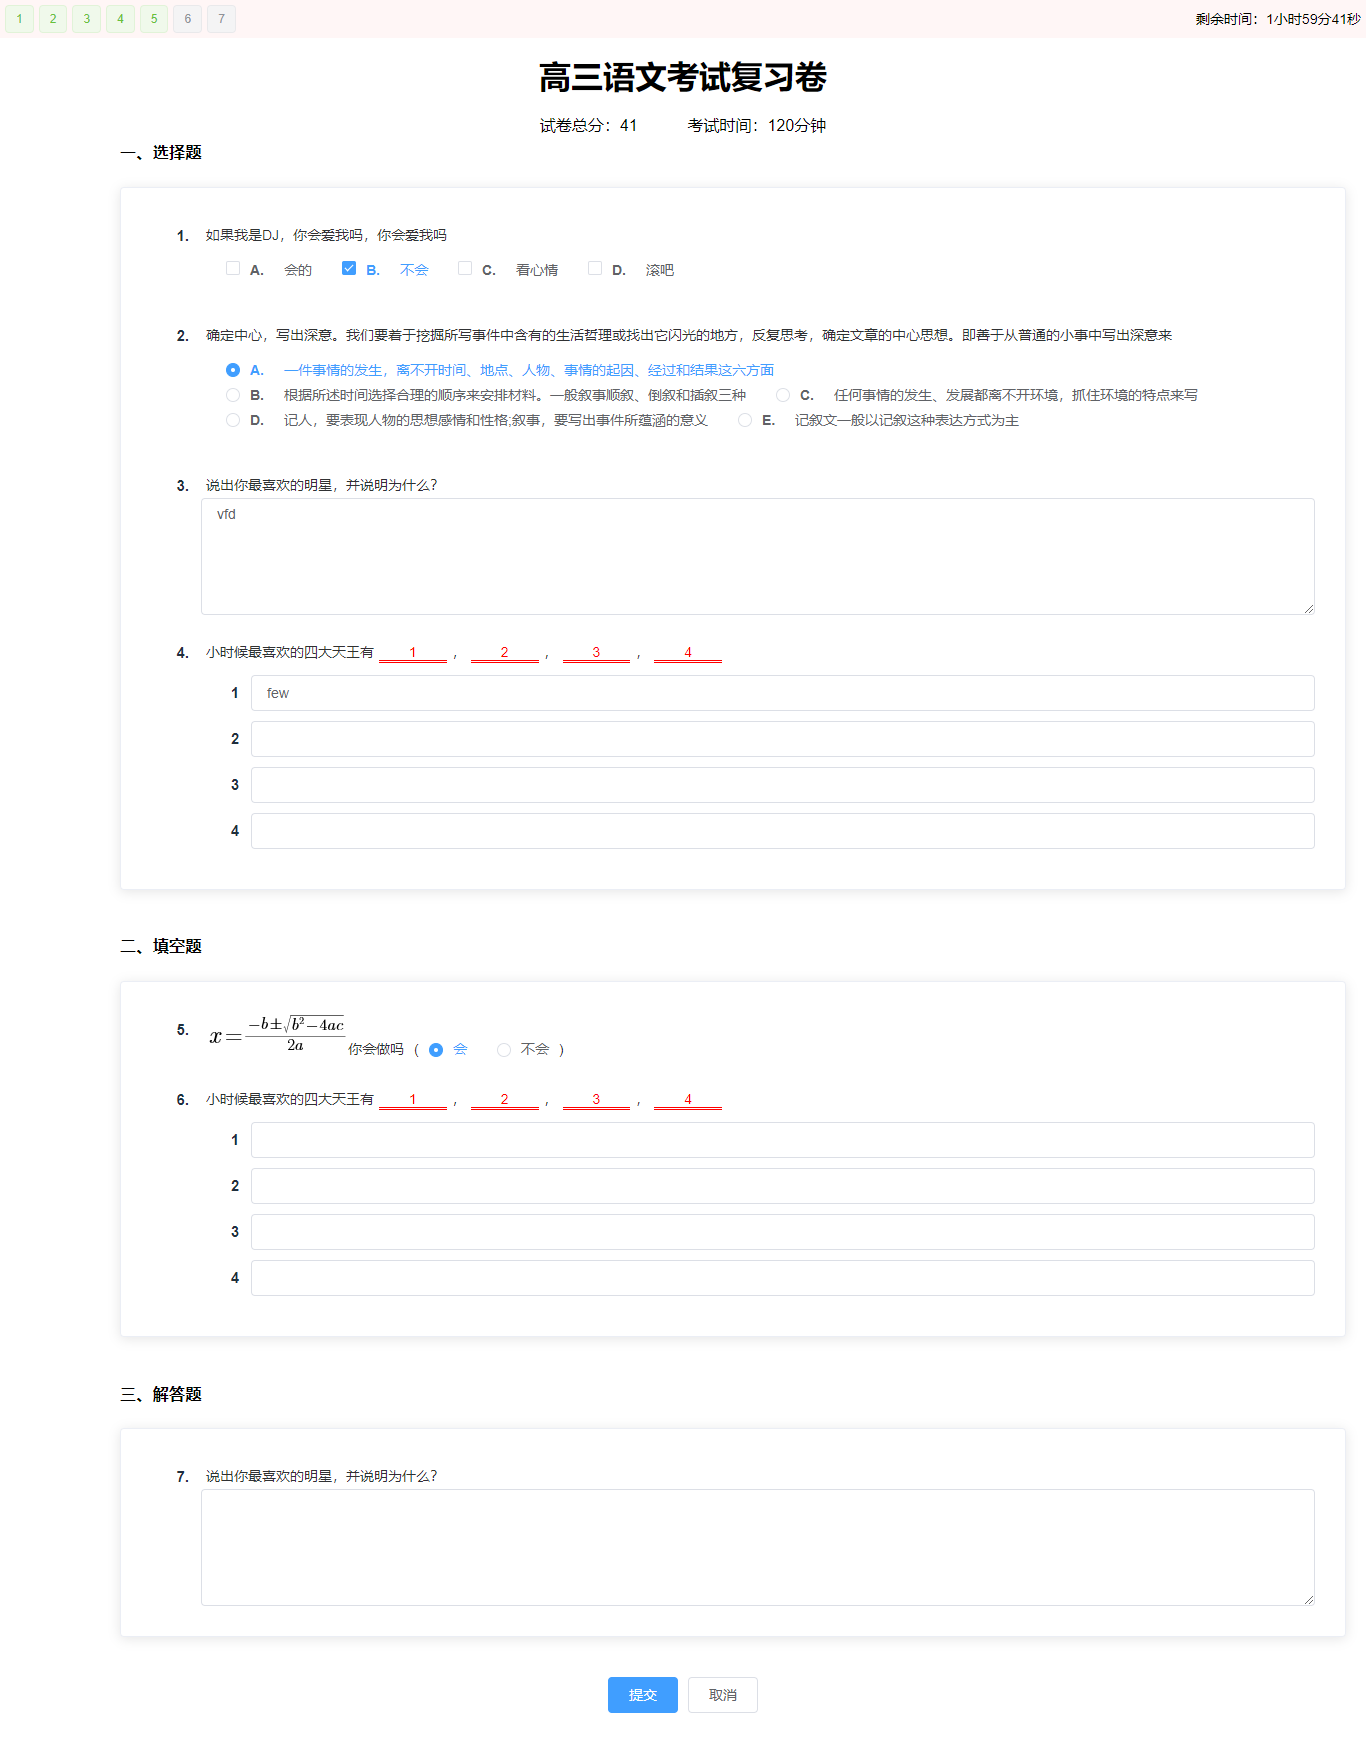 1 2 3 4 5 6 7 剩余时间：1小时59分41秒
高三语文考试复习卷
试卷总分：41 考试时间：120分钟
一、选择题
1. 如果我是DJ，你会爱我吗，你会爱我吗
A. 会的 B. 不会 C. 看心情 D. 滚吧
2. 确定中心，写出深意。我们要着于挖掘所写事件中含有的生活哲理或找出它闪光的地方，反复思考，确定文章的中心思想。即善于从普通的小事中写出深意来
A. 一件事情的发生，离不开时间、地点、人物、事情的起因、经过和结果这六方面
B. 根据所述时间选择合理的顺序来安排材料。一般叙事顺叙、倒叙和插叙三种 C. 任何事情的发生、发展都离不开环境，抓住环境的特点来写
D. 记人，要表现人物的思想感情和性格;叙事，要写出事件所蕴涵的意义 E. 记叙文一般以记叙这种表达方式为主
3. 说出你最喜欢的明星，并说明为什么？
vfd
4. 小时候最喜欢的四大天王有 1 ， 2 ， 3 ， 4
1 few
2
3
4
二、填空题
5. x=\frac{-b±\sqrt{b^2-4ac}}{2a} 你会做吗 ( 会 不会 )
6. 小时候最喜欢的四大天王有 1 ， 2 ， 3 ， 4
1
2
3
4
三、解答题
7. 说出你最喜欢的明星，并说明为什么？
提交 取消